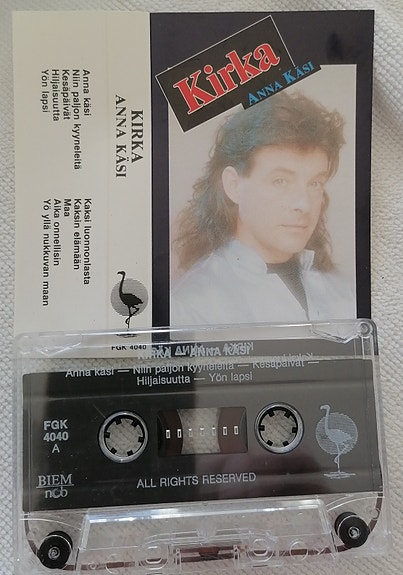 Kirka
ANNA KÄSI
KIRKA
ANNA KÄSI
Anna käsi
Niin paljon kyyneleitä
Kesäpäivät
Hiljaisuutta
Yön lapsi
Kaksi luonnonlasta
Kaksin elämään
Maa
Aika onnellisin
Yö yllä nukkuvan maan
FGK 4040
KIRKA ANNA KÄSI
Anna käsi — Niin paljon kyyneleitä — Kesäpäivät —
Hiljaisuutta — Yön lapsi
FGK
4040
A
BIEM
ncb
ALL RIGHTS RESERVED